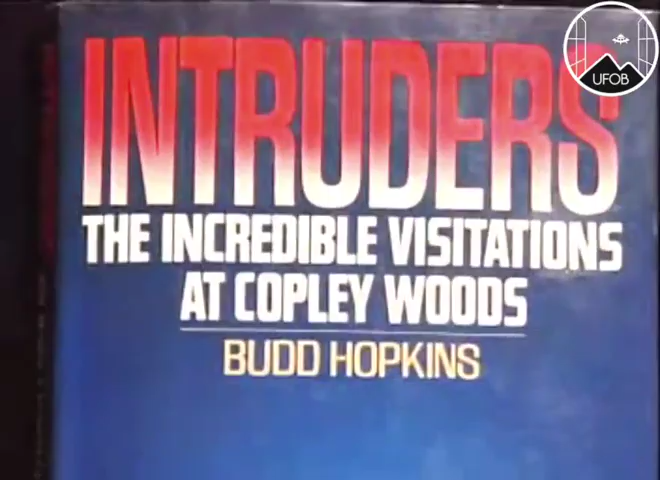 UFOB
INTRUDERS
THE INCREDIBLE VISITATIONS
AT COPLEY WOODS
BUDD HOPKINS